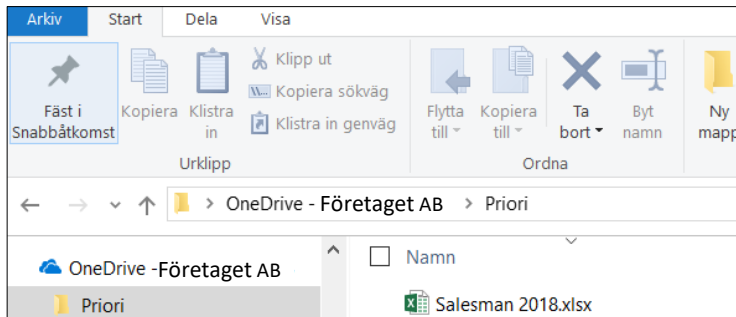 Arkiv Start Dela Visa
Fäst i Snabbåtkomst
Kopiera
Klistra in
Klipp ut
Kopiera sökväg
Klistra in genväg
Urklipp
Flytta till
Kopiera till
Ta bort
Byt namn
Ordna
Ny mapp
OneDrive - Företaget AB > Priori
OneDrive -Företaget AB
Priori
Namn
Salesman 2018.xlsx